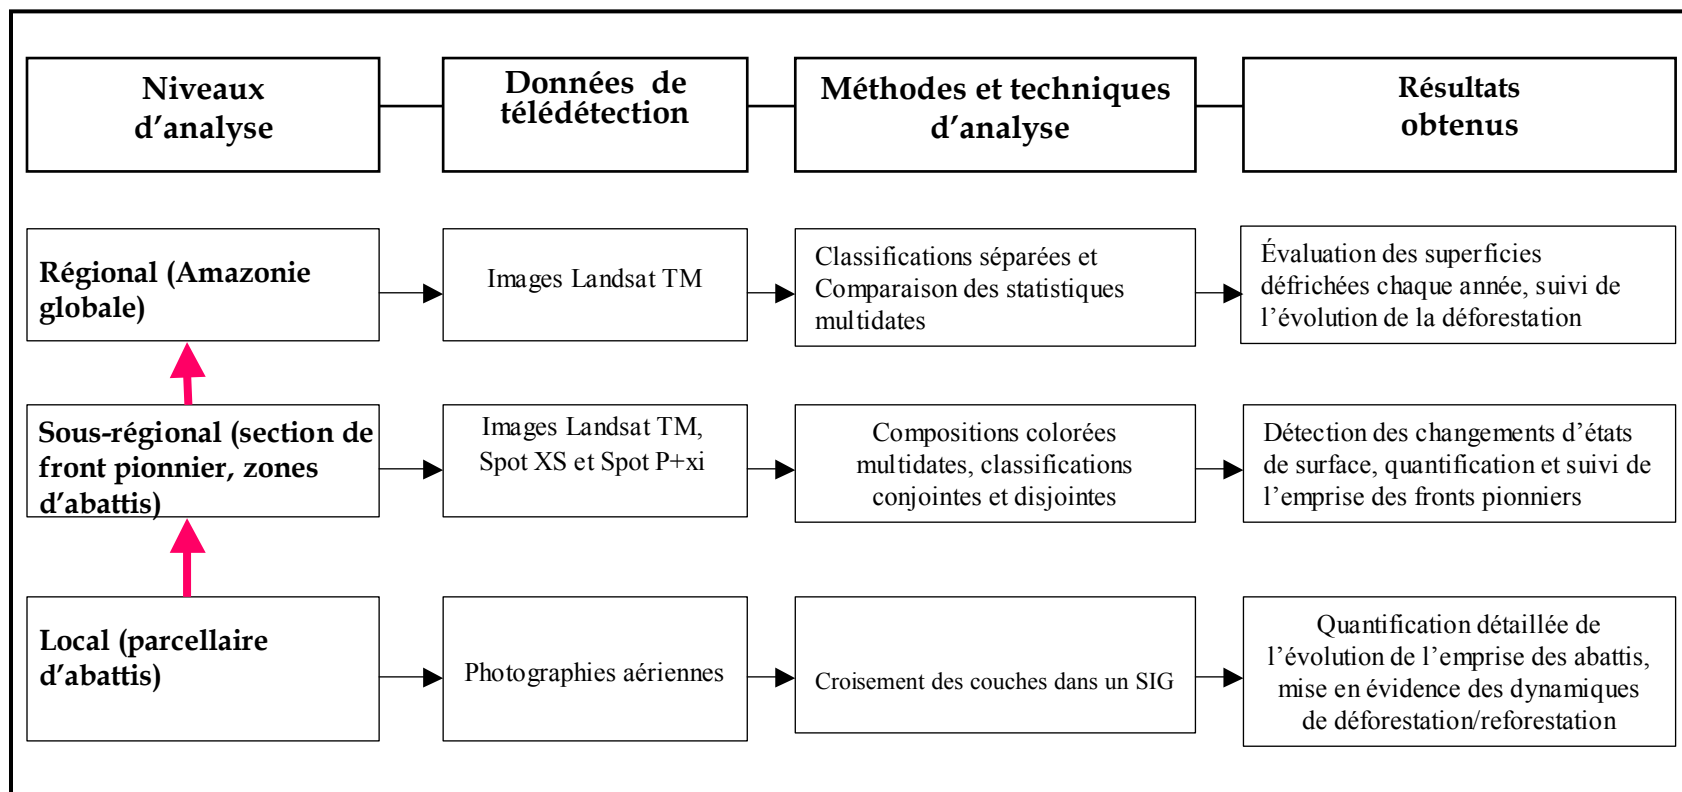 Niveaux
d’analyse
Données de
télédétection
Méthodes et techniques
d’analyse
Résultats
obtenus
Régional (Amazonie
globale)
Images Landsat TM
Classifications séparées et
Comparaison des statistiques
multidates
Évaluation des superficies
défrichées chaque année, suivi de
l’évolution de la déforestation
Sous-régional (section de
front pionnier, zones
d’abattis)
Images Landsat TM,
Spot XS et Spot P+xi
Compositions colorées
multidates, classifications
conjointes et disjointes
Détection des changements d’états
de surface, quantification et suivi de
l’emprise des fronts pionniers
Local (parcellaire
d’abattis)
Photographies aériennes
Croisement des couches dans un SIG
Quantification détaillée de
l’évolution de l’emprise des abattis,
mise en évidence des dynamiques
de déforestation/reforestation